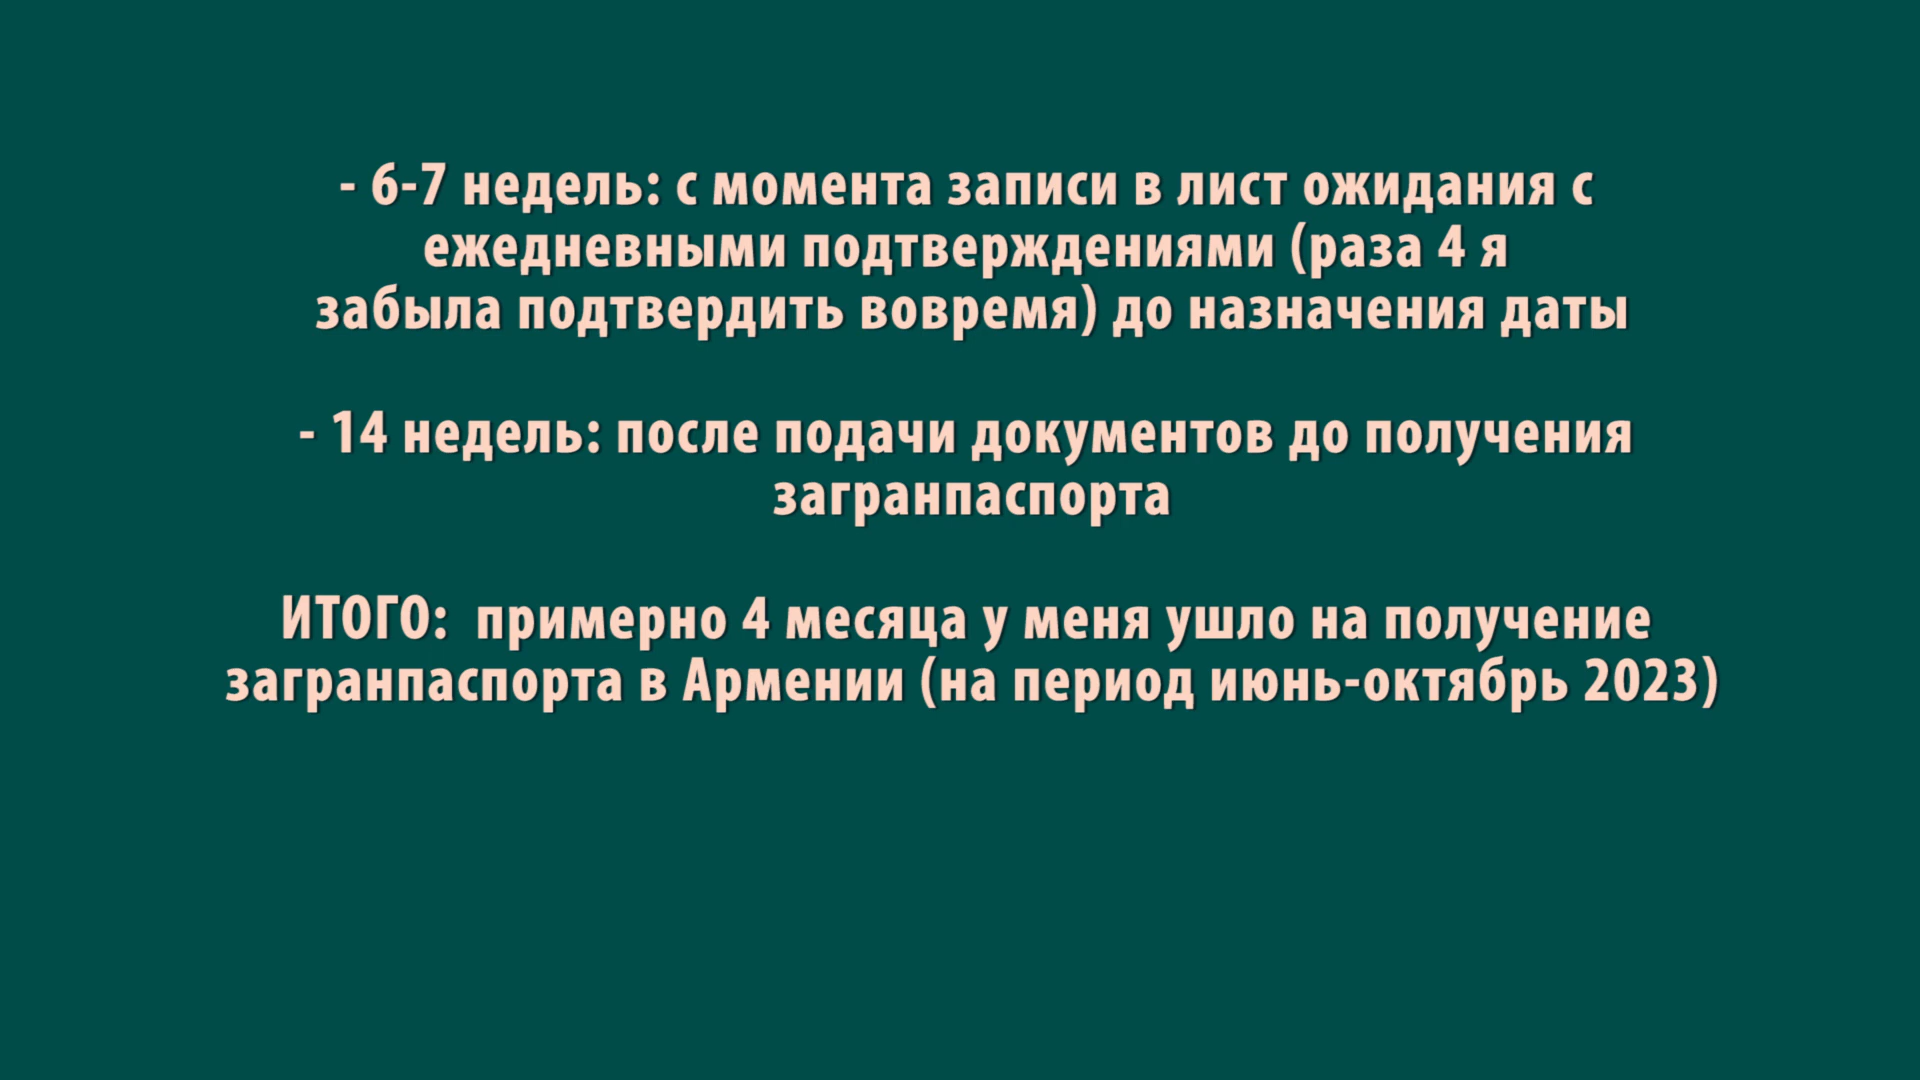 - 6-7 недель: с момента записи в лист ожидания с
ежедневными подтверждениями (раза 4 я
забыла подтвердить вовремя) до назначения даты
- 14 недель: после подачи документов до получения
загранпаспорта
ИТОГО: примерно 4 месяца у меня ушло на получение
загранпаспорта в Армении (на период июнь-октябрь 2023)